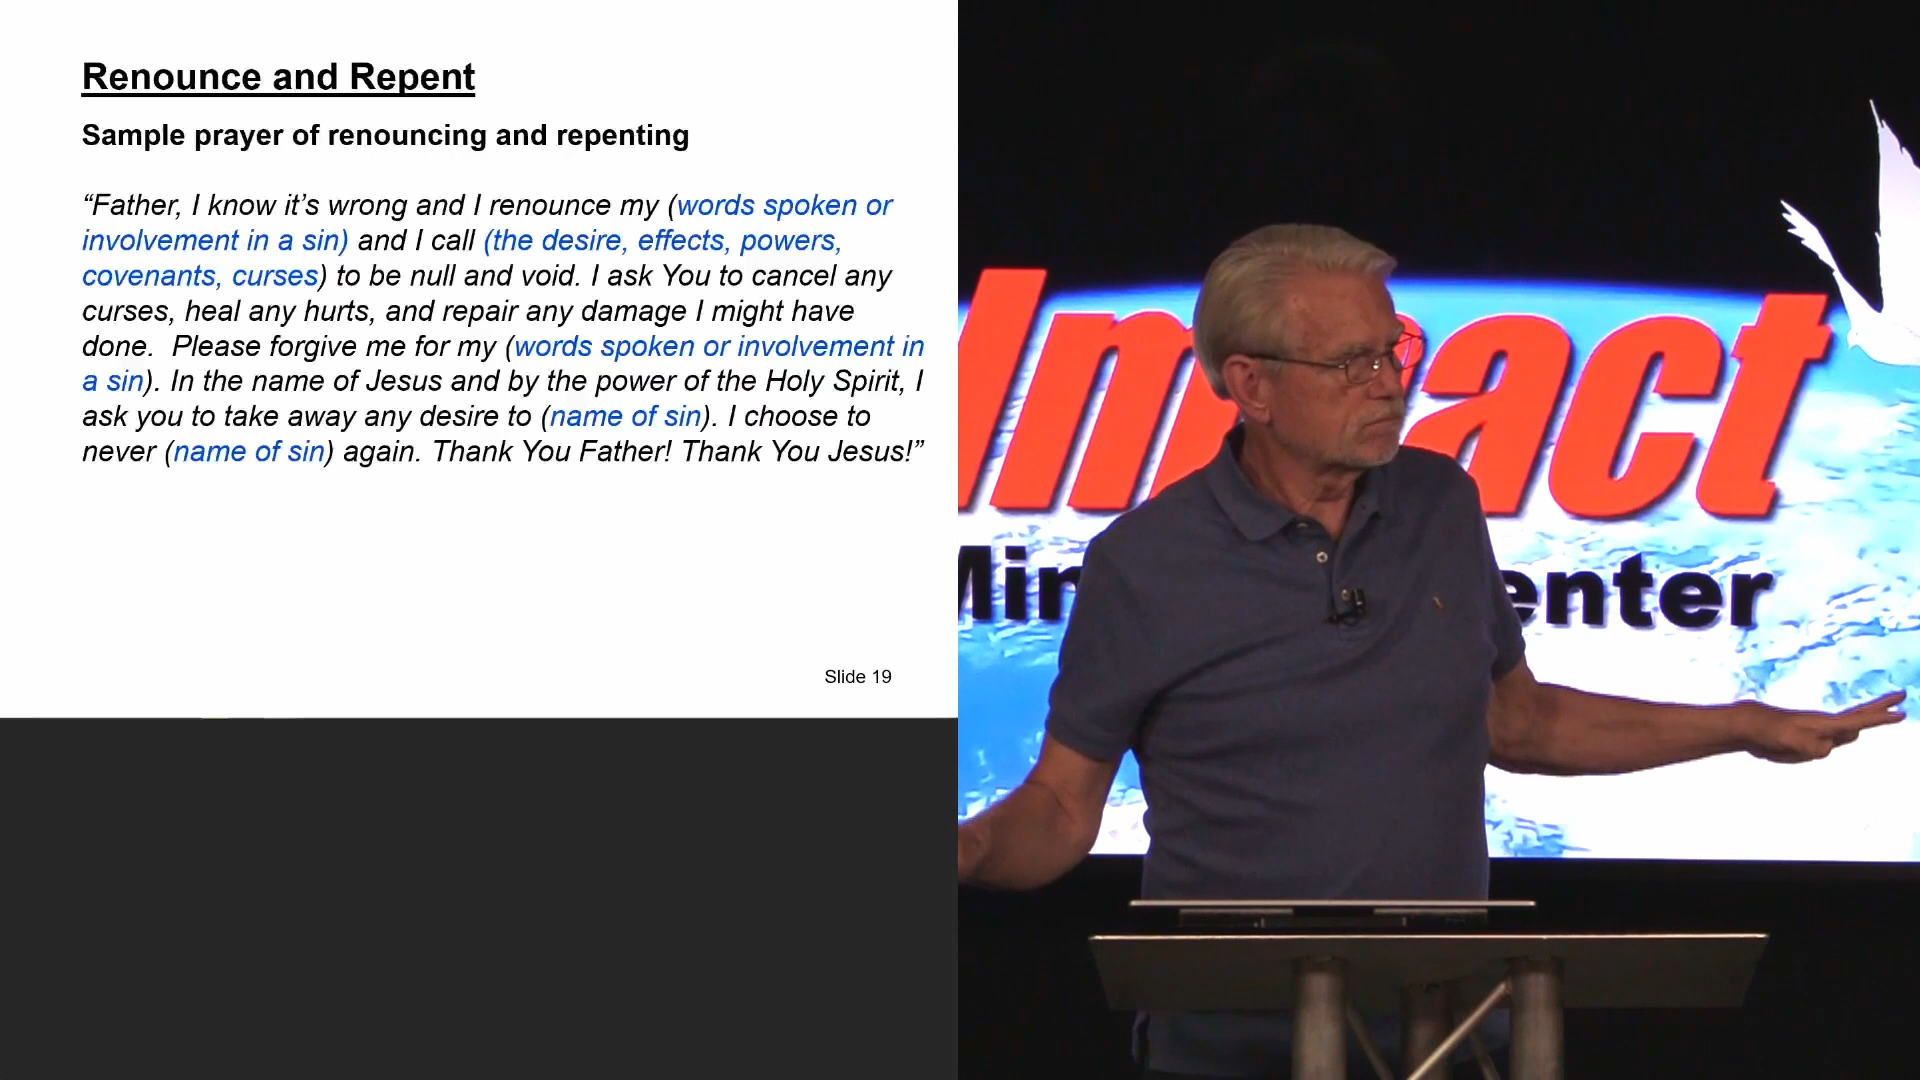 Renounce and Repent
Sample prayer of renouncing and repenting
“Father, I know it’s wrong and I renounce my (words spoken or
involvement in a sin) and I call (the desire, effects, powers,
covenants, curses) to be null and void. I ask You to cancel any
curses, heal any hurts, and repair any damage I might have
done.  Please forgive me for my (words spoken or involvement in
a sin). In the name of Jesus and by the power of the Holy Spirit, I
ask you to take away any desire to (name of sin). I choose to
never (name of sin) again. Thank You Father! Thank You Jesus!”
Slide 19
Impact
Min enter